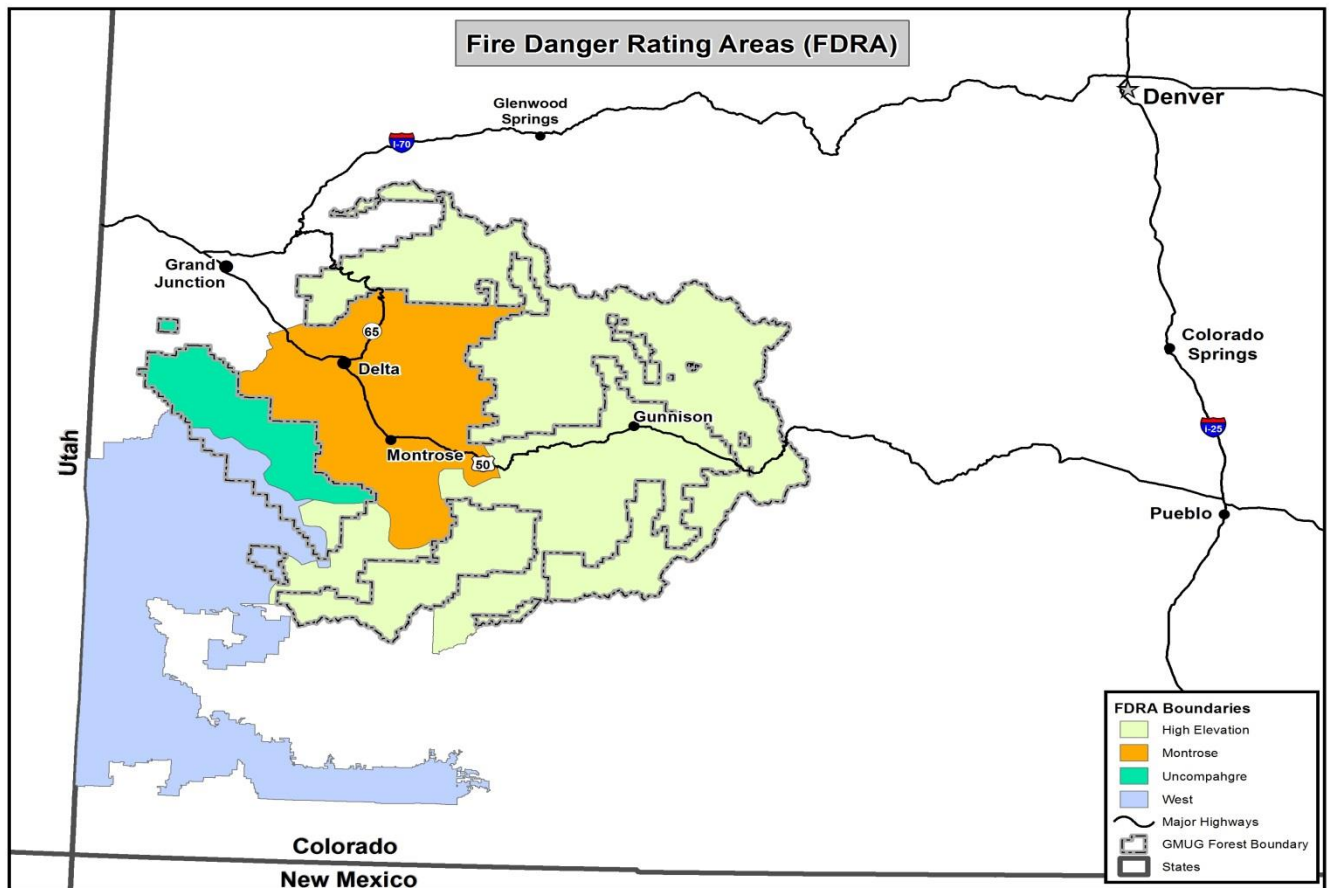 Fire Danger Rating Areas (FDRA)
Glenwood
Springs
Denver
I-70
Grand
Junction
65
Delta
Colorado
Springs
Gunnison
I-25
Utah
Montrose
50
Pueblo
FDRA Boundaries
High Elevation
Montrose
Uncompahgre
West
Major Highways
GMUG Forest Boundary
States
Colorado
New Mexico